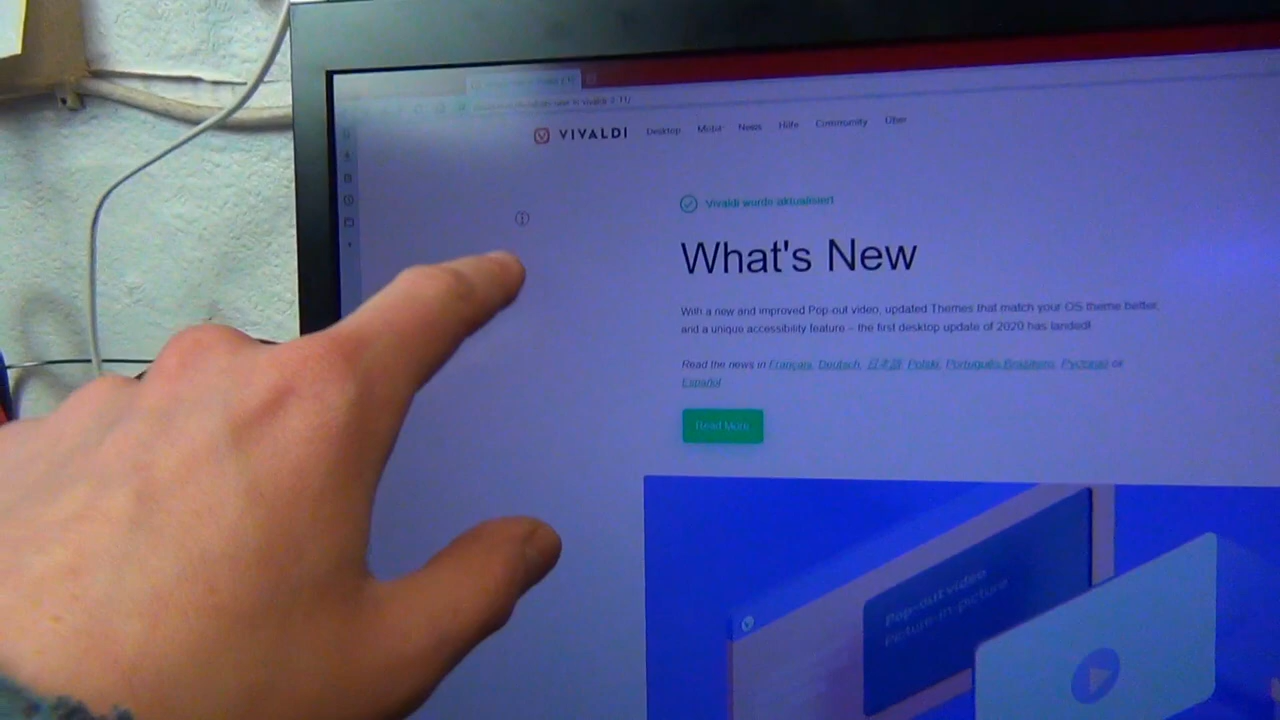 VIVALDI Desktop Mobil News Hilfe Community Über
Vivaldi wurde aktualisiert
What's New
With a new and improved Pop-out video, updated Themes that match your OS theme better,
and a unique accessibility feature – the first desktop update of 2020 has landed!
Read the news in Français, Deutsch, 日本語, Polski, Português Brasileiro, Русский or
Español.
Read More
Pop-out video
Picture-in-picture